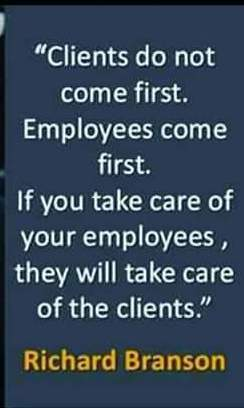 “Clients do not
come first.
Employees come
first.
If you take care of
your employees ,
they will take care
of the clients.”
Richard Branson